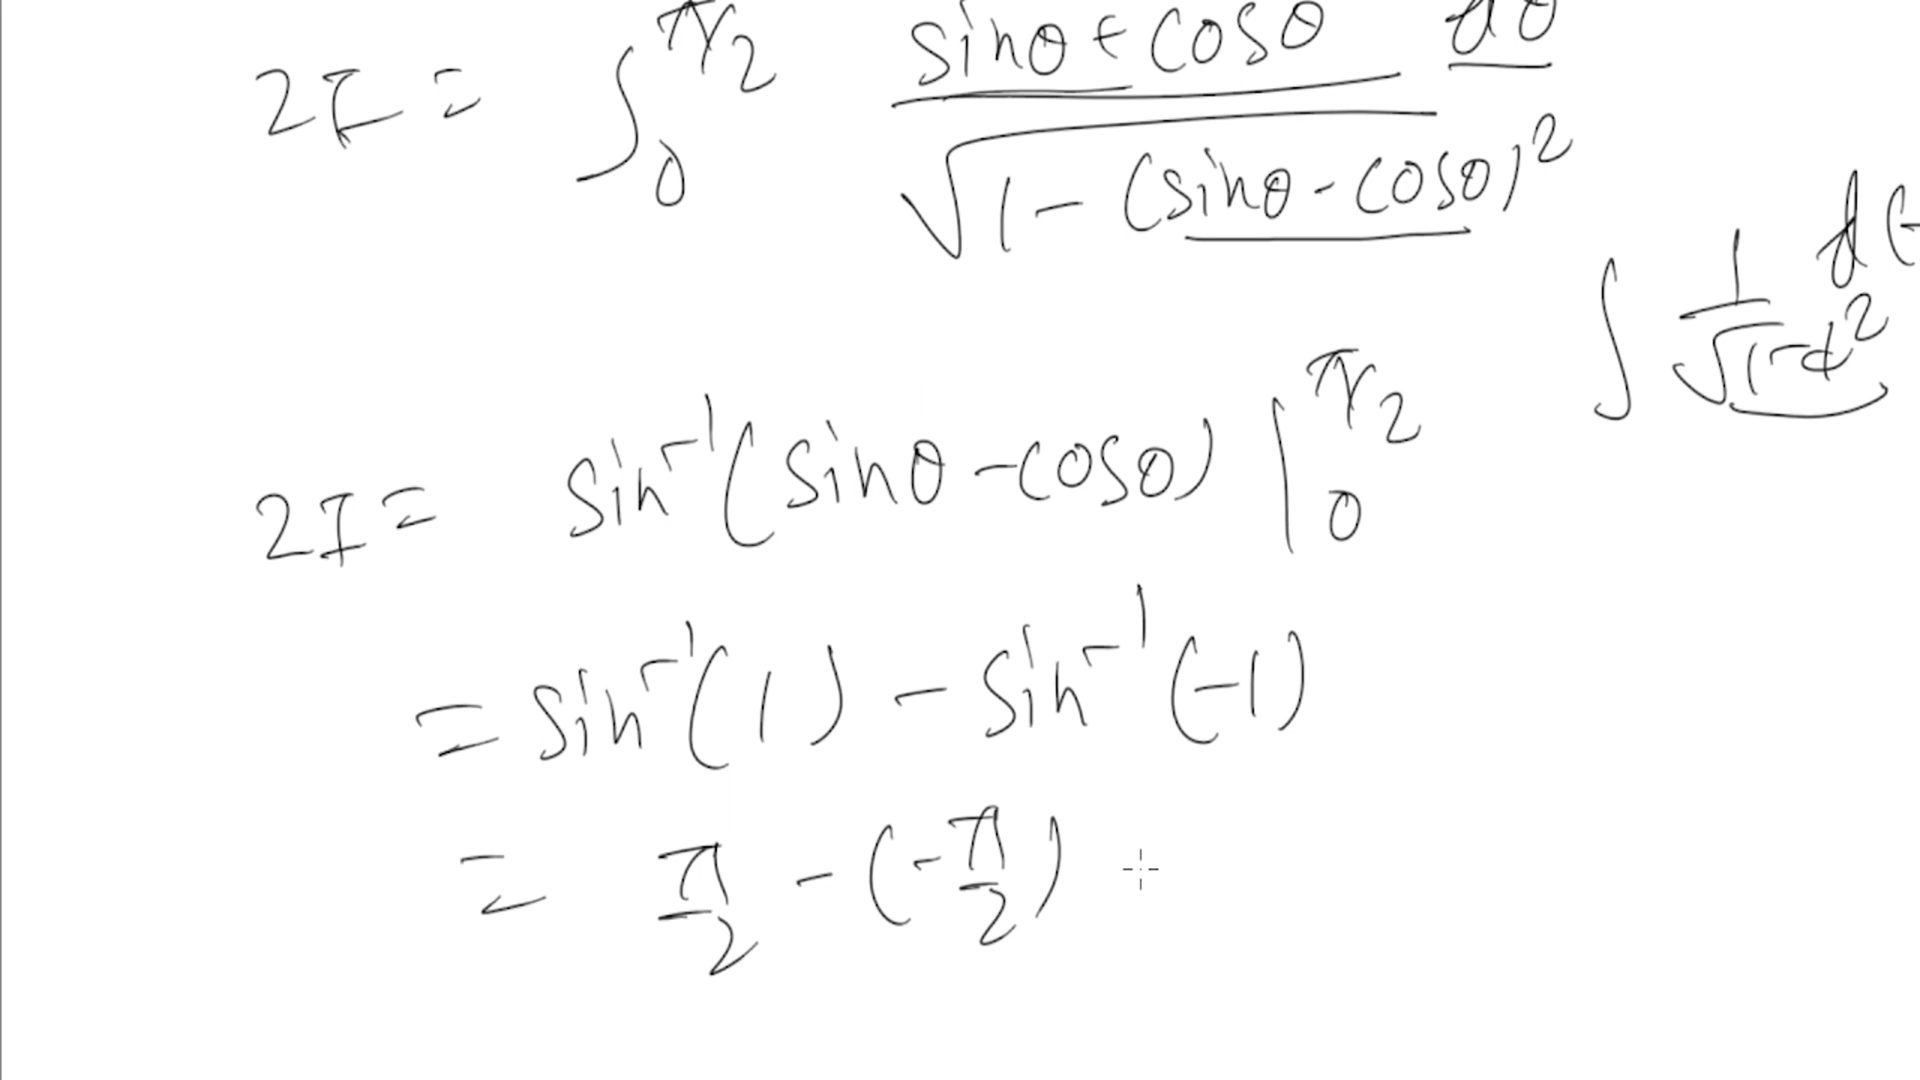 2I = ∫₀^(π/2) (sinθ + cosθ)/√(1 - (sinθ - cosθ)²) dθ
∫ 1/√(1-t²) dt
2I = sin⁻¹(sinθ - cosθ) |₀^(π/2)
= sin⁻¹(1) - sin⁻¹(-1)
= π/2 - (-π/2)